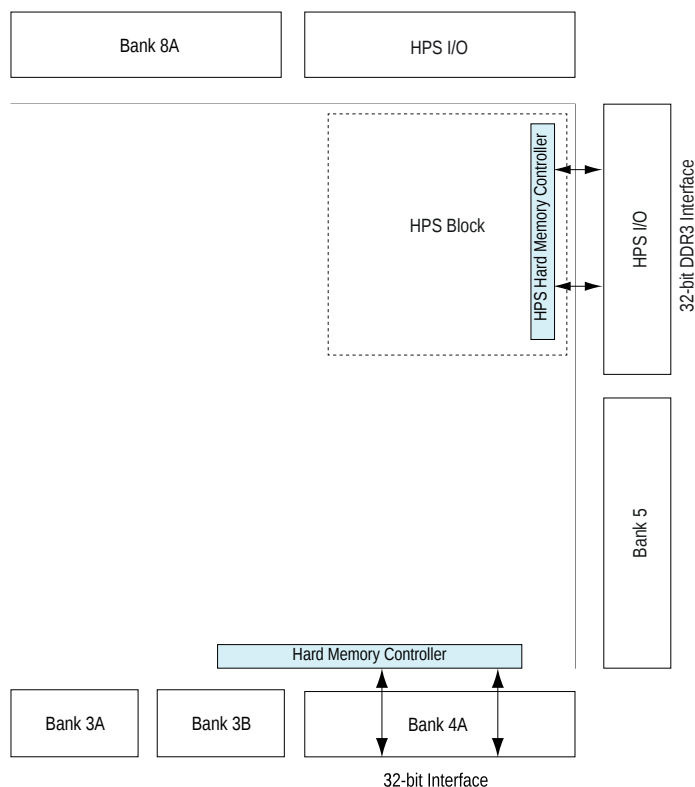 Bank 8A
HPS I/O
HPS Block
HPS Hard Memory Controller
HPS I/O
32-bit DDR3 Interface
Bank 5
Hard Memory Controller
Bank 3A
Bank 3B
Bank 4A
32-bit Interface